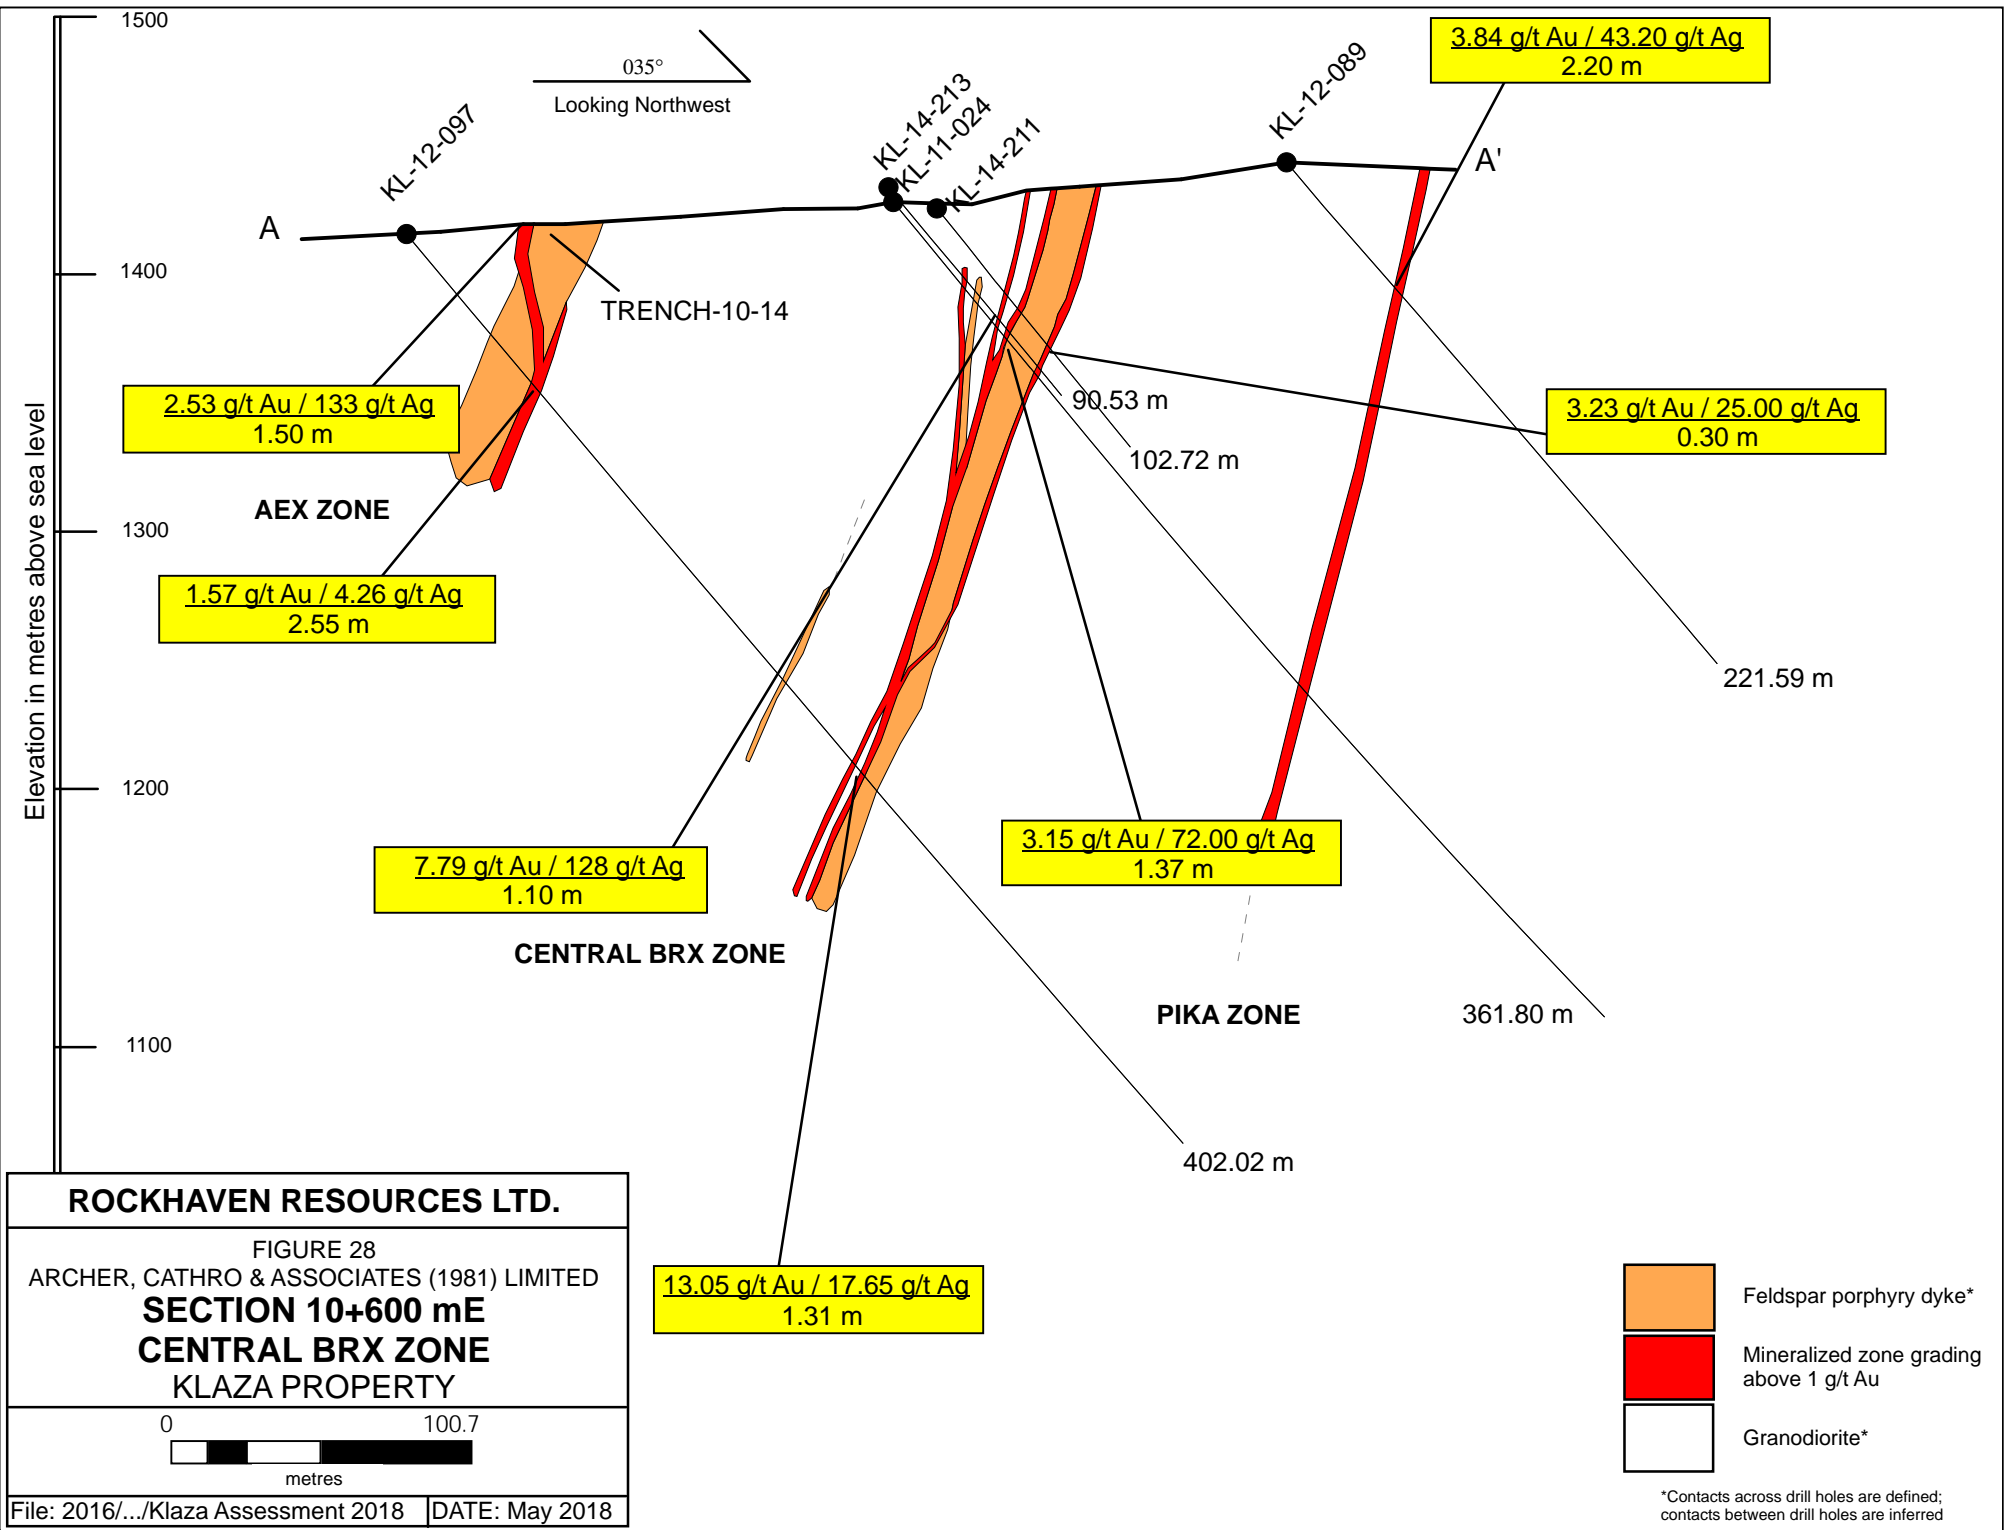 1500
035°
Looking Northwest
3.84 g/t Au / 43.20 g/t Ag
2.20 m
KL-12-097
KL-14-213
KL-11-024
KL-14-211
KL-12-089
A
A'
1400
TRENCH-10-14
2.53 g/t Au / 133 g/t Ag
1.50 m
90.53 m
3.23 g/t Au / 25.00 g/t Ag
0.30 m
102.72 m
AEX ZONE
1300
Elevation in metres above sea level
1.57 g/t Au / 4.26 g/t Ag
2.55 m
221.59 m
1200
7.79 g/t Au / 128 g/t Ag
1.10 m
3.15 g/t Au / 72.00 g/t Ag
1.37 m
CENTRAL BRX ZONE
PIKA ZONE
361.80 m
1100
402.02 m
ROCKHAVEN RESOURCES LTD.
FIGURE 28
ARCHER, CATHRO & ASSOCIATES (1981) LIMITED
SECTION 10+600 mE
CENTRAL BRX ZONE
KLAZA PROPERTY
0 100.7
metres
File: 2016/.../Klaza Assessment 2018 DATE: May 2018
13.05 g/t Au / 17.65 g/t Ag
1.31 m
Feldspar porphyry dyke*
Mineralized zone grading
above 1 g/t Au
Granodiorite*
*Contacts across drill holes are defined;
contacts between drill holes are inferred